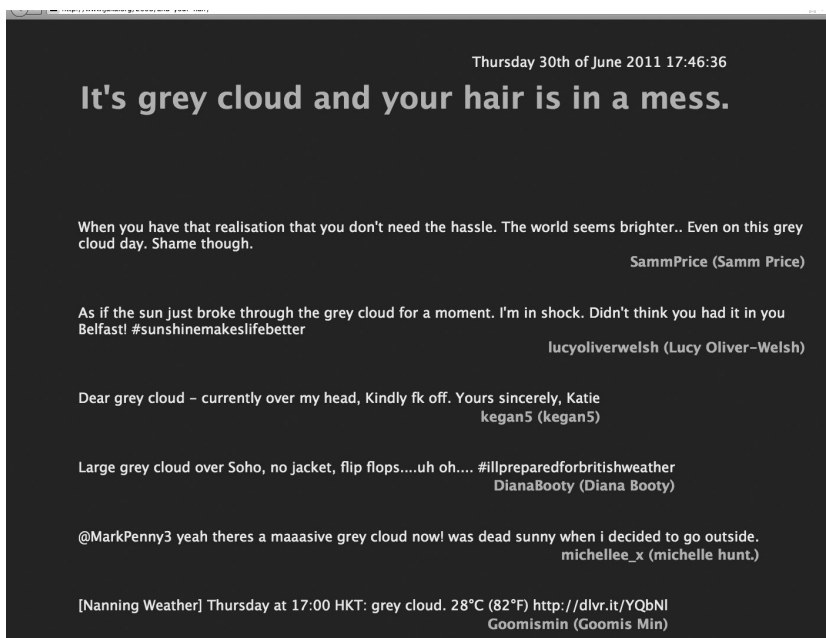 Thursday 30th of June 2011 17:46:36
It's grey cloud and your hair is in a mess.
When you have that realisation that you don't need the hassle. The world seems brighter.. Even on this grey
cloud day. Shame though.
SammPrice (Samm Price)
As if the sun just broke through the grey cloud for a moment. I'm in shock. Didn't think you had it in you
Belfast! #sunshinemakeslifebetter
lucyoliverwelsh (Lucy Oliver-Welsh)
Dear grey cloud – currently over my head, Kindly fk off. Yours sincerely, Katie
kegan5 (kegan5)
Large grey cloud over Soho, no jacket, flip flops....uh oh.... #illpreparedforbritishweather
DianaBooty (Diana Booty)
@MarkPenny3 yeah theres a maaasive grey cloud now! was dead sunny when i decided to go outside.
michellee_x (michelle hunt.)
[Nanning Weather] Thursday at 17:00 HKT: grey cloud. 28°C (82°F) http://dlvr.it/YQbNl
Goomismin (Goomis Min)